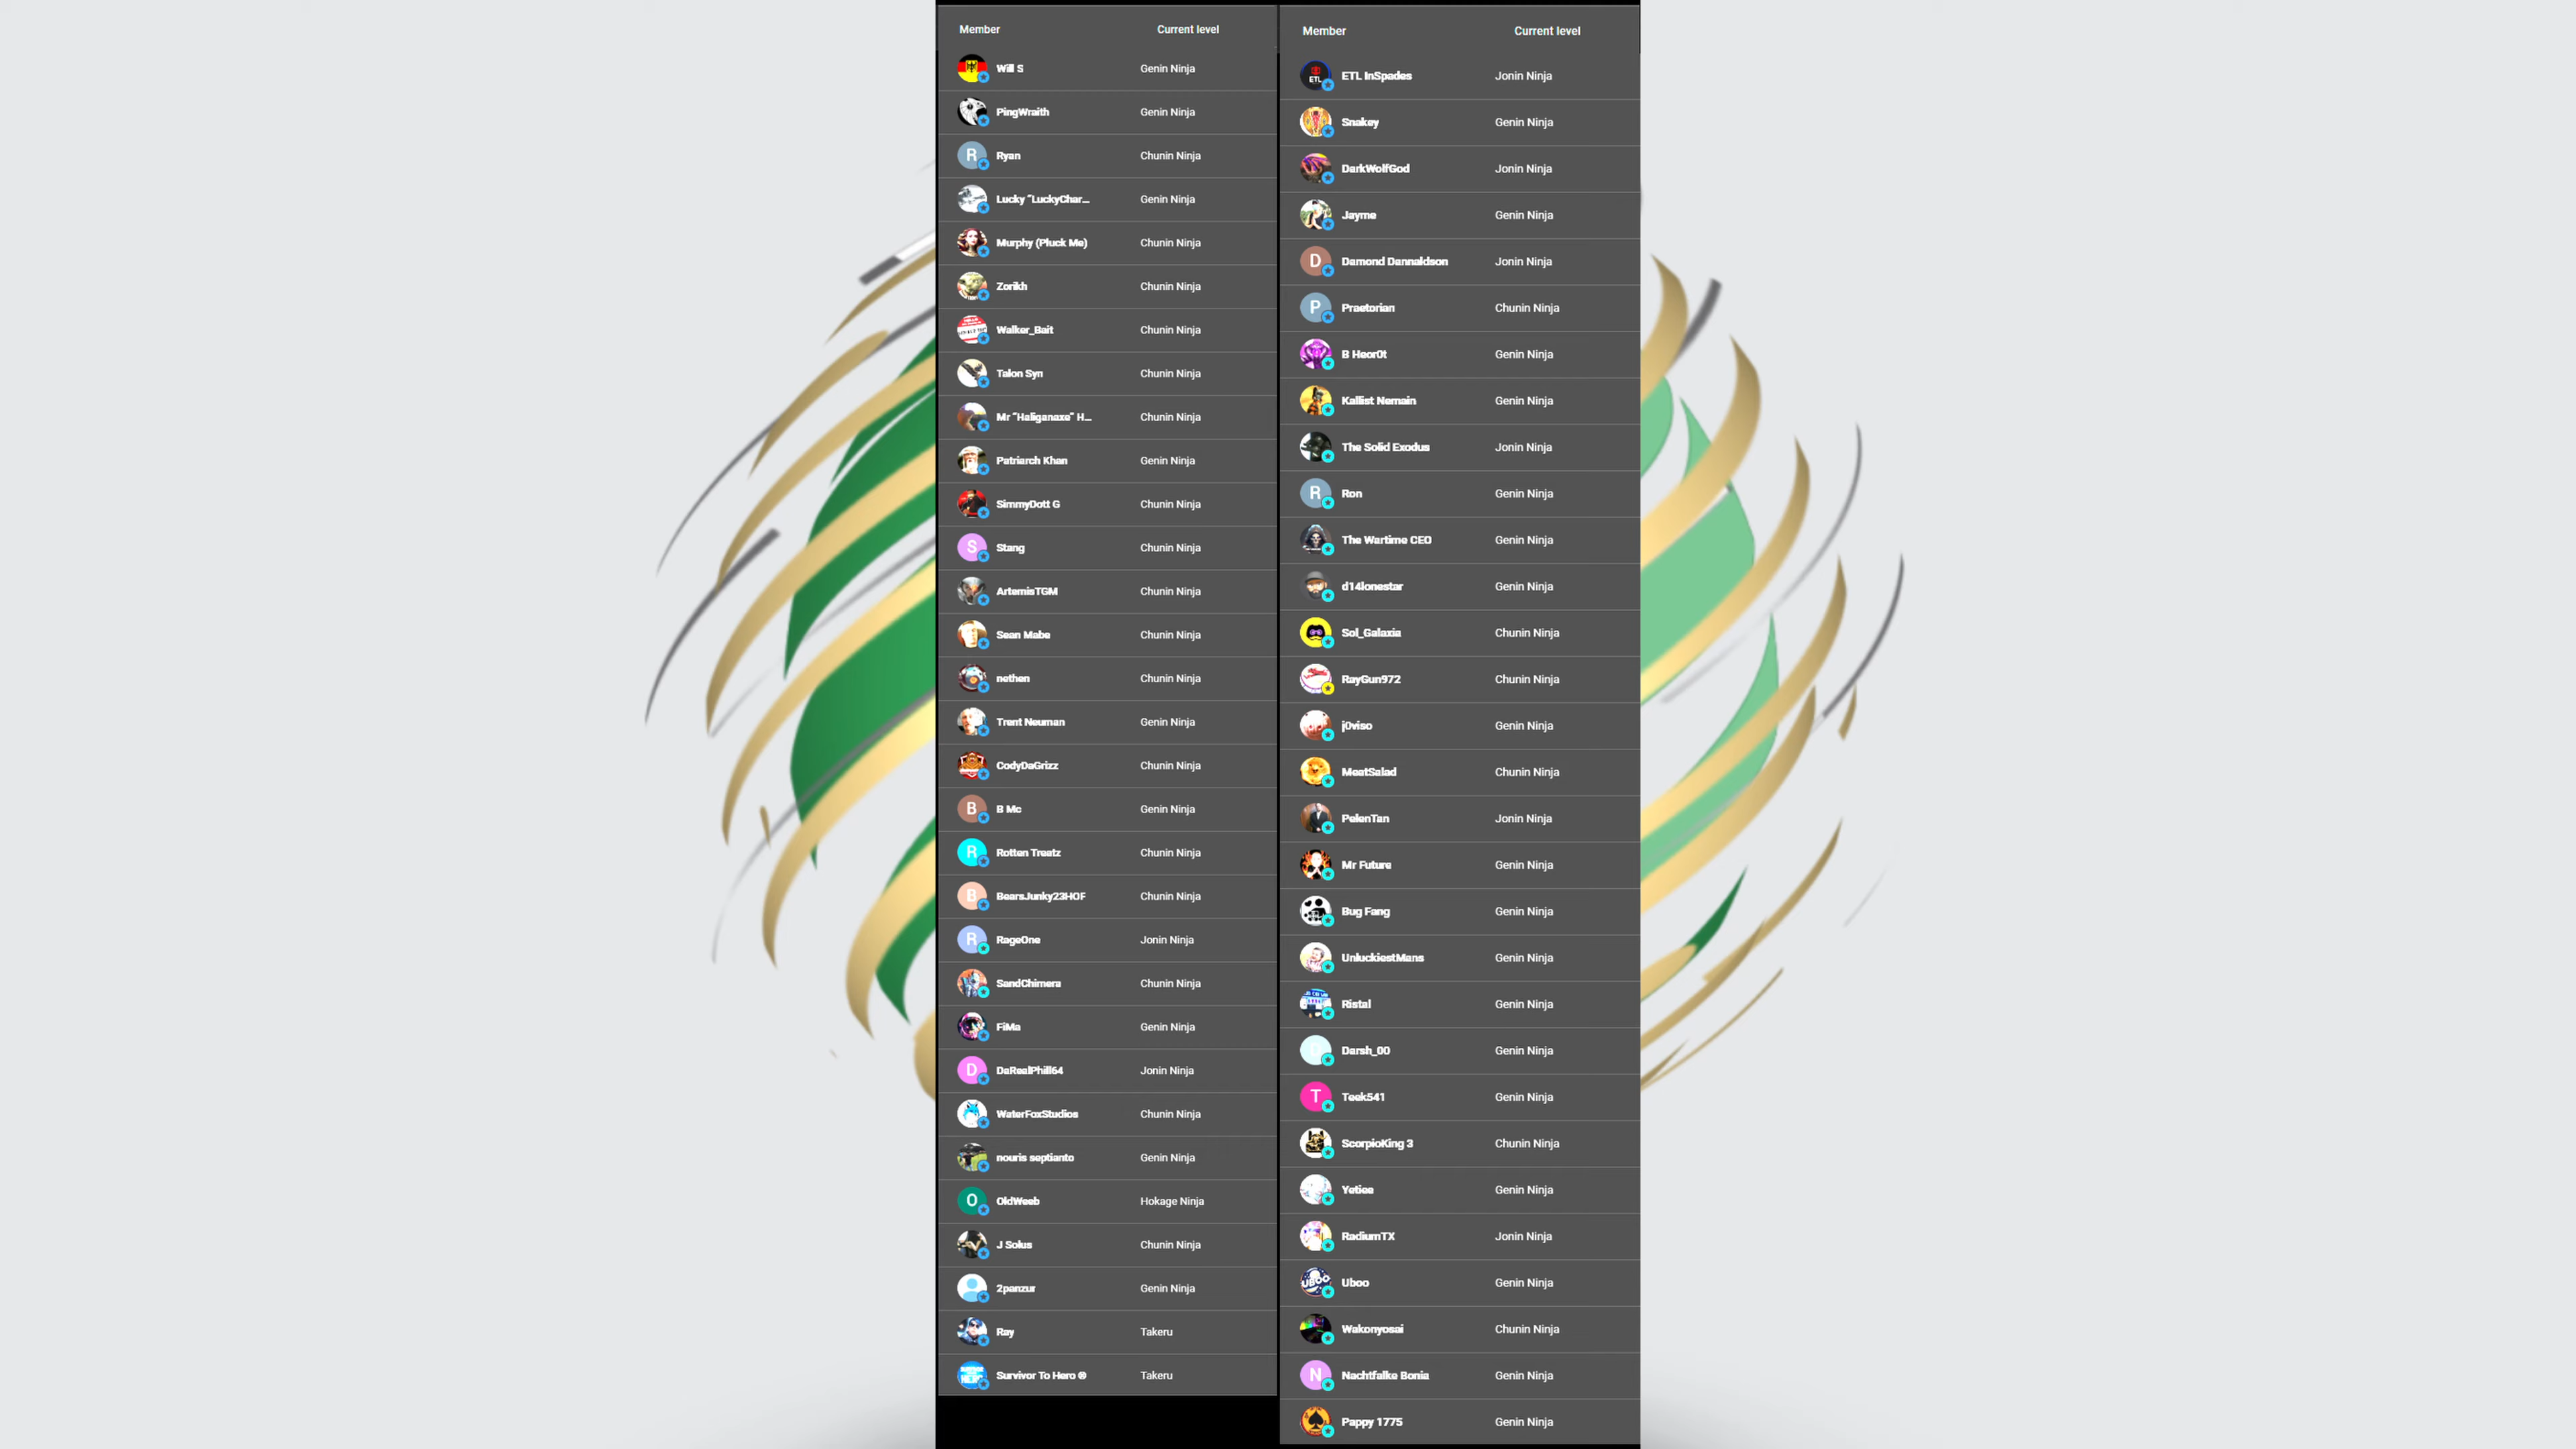 Member Current level
Will S Genin Ninja
PingWraith Genin Ninja
R Ryan Chunin Ninja
Lucky "LuckyChar... Genin Ninja
Murphy (Pluck Me) Chunin Ninja
Zorikh Chunin Ninja
Walker_Bait Chunin Ninja
Talon Syn Chunin Ninja
Mr "Haliganaxe" H... Chunin Ninja
Patriarch Khan Genin Ninja
SimmyDott G Chunin Ninja
S Stang Chunin Ninja
ArtemisTGM Chunin Ninja
Sean Mabe Chunin Ninja
nethen Chunin Ninja
Trent Neuman Genin Ninja
CodyDaGrizz Chunin Ninja
B B Mc Genin Ninja
R Rotten Treatz Chunin Ninja
B BearsJunky23HOF Chunin Ninja
R RageOne Jonin Ninja
SandChimera Chunin Ninja
FiMa Genin Ninja
D DaRealPhill64 Jonin Ninja
WaterFoxStudios Chunin Ninja
nouris septianto Genin Ninja
O OldWeeb Hokage Ninja
J Solus Chunin Ninja
2panzur Genin Ninja
Ray Takeru
Survivor To Hero ® Takeru
Member Current level
ETL ETL InSpades Jonin Ninja
Snakey Genin Ninja
DarkWolfGod Jonin Ninja
Jayme Genin Ninja
D Damond Dannaldson Jonin Ninja
P Praetorian Chunin Ninja
B Heor0t Genin Ninja
Kallist Nemain Genin Ninja
The Solid Exodus Jonin Ninja
R Ron Genin Ninja
The Wartime CEO Genin Ninja
d14lonestar Genin Ninja
Sol_Galaxia Chunin Ninja
RayGun972 Chunin Ninja
j0viso Genin Ninja
MeatSalad Chunin Ninja
PelenTan Jonin Ninja
Mr Future Genin Ninja
Bug Fang Genin Ninja
UnluckiestMans Genin Ninja
Ristal Genin Ninja
Darsh_00 Genin Ninja
T Teek541 Genin Ninja
ScorpioKing 3 Chunin Ninja
Yetiee Genin Ninja
RadiumTX Jonin Ninja
UBOO Uboo Genin Ninja
Wakonyosai Chunin Ninja
N Nachtfalke Bonia Genin Ninja
Pappy 1775 Genin Ninja